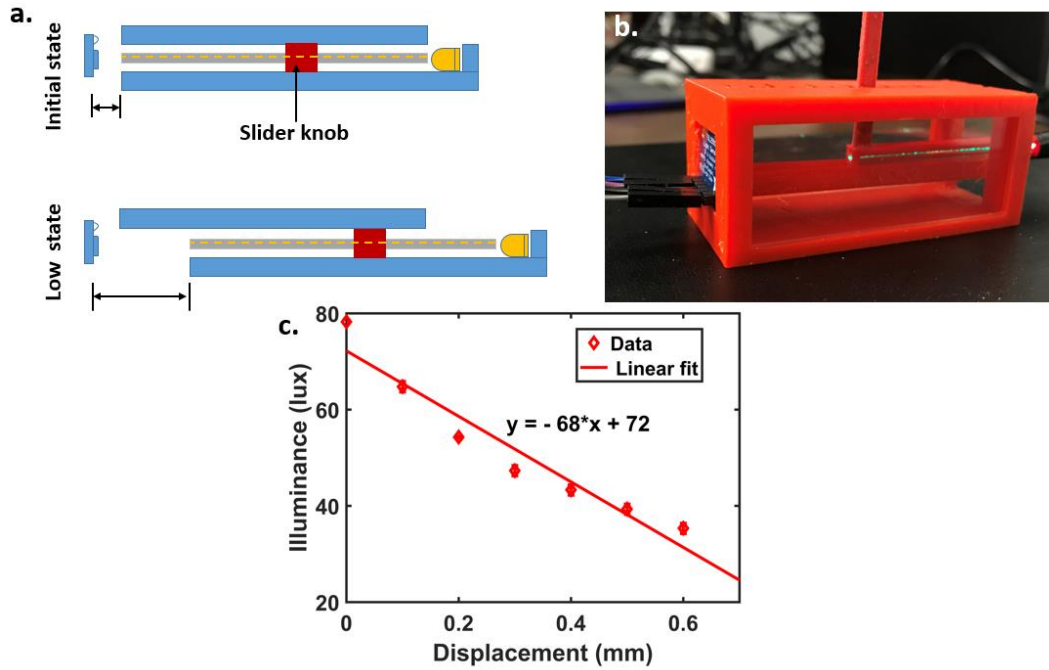 a.
Initial state
Slider knob
Low state
b.
c.
80
60
40
20
Illuminance (lux)
Data
Linear fit
y = - 68*x + 72
0
0.2
0.4
0.6
Displacement (mm)